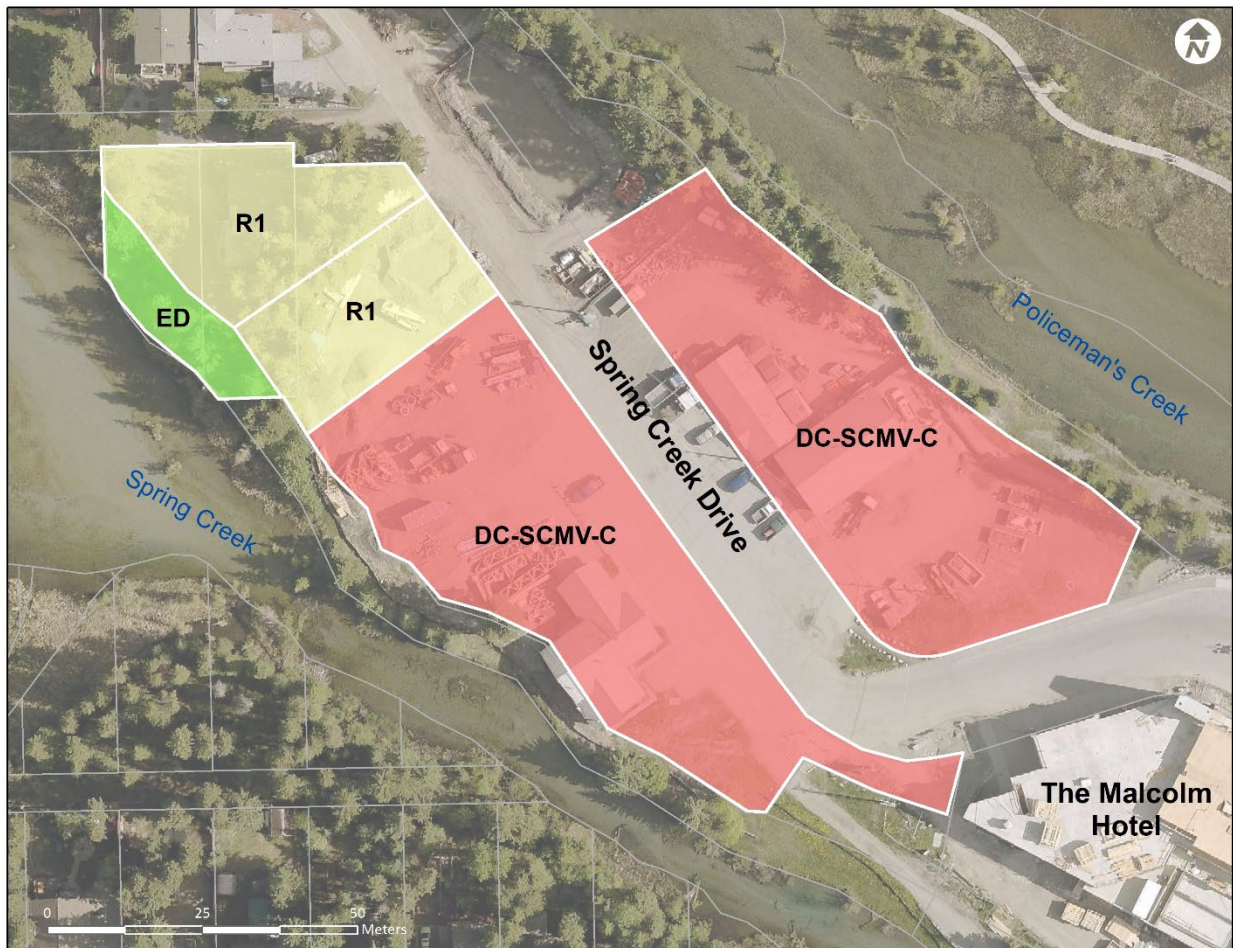 N
R1
R1
ED
Policeman's Creek
Spring Creek Drive
DC-SCMV-C
Spring Creek
DC-SCMV-C
The Malcolm
Hotel
0 25 50
Meters